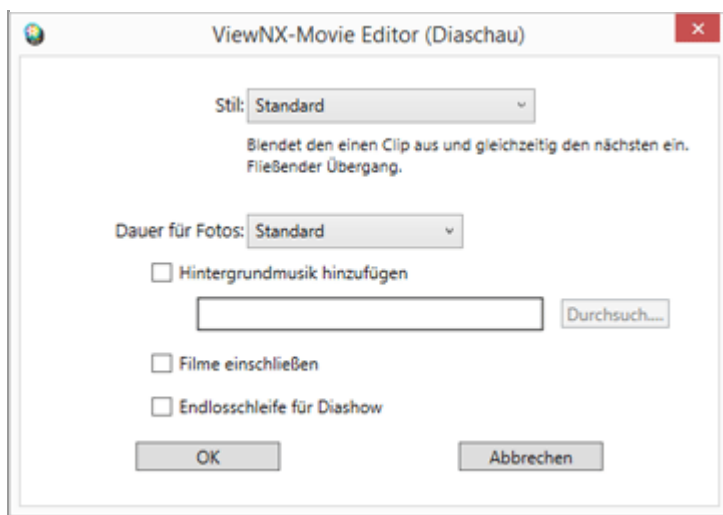 ViewNX-Movie Editor (Diaschau)
Stil: Standard
Blendet den einen Clip aus und gleichzeitig den nächsten ein.
Fließender Übergang.
Dauer für Fotos: Standard
Hintergrundmusik hinzufügen
Durchsuch....
Filme einschließen
Endlosschleife für Diashow
OK Abbrechen